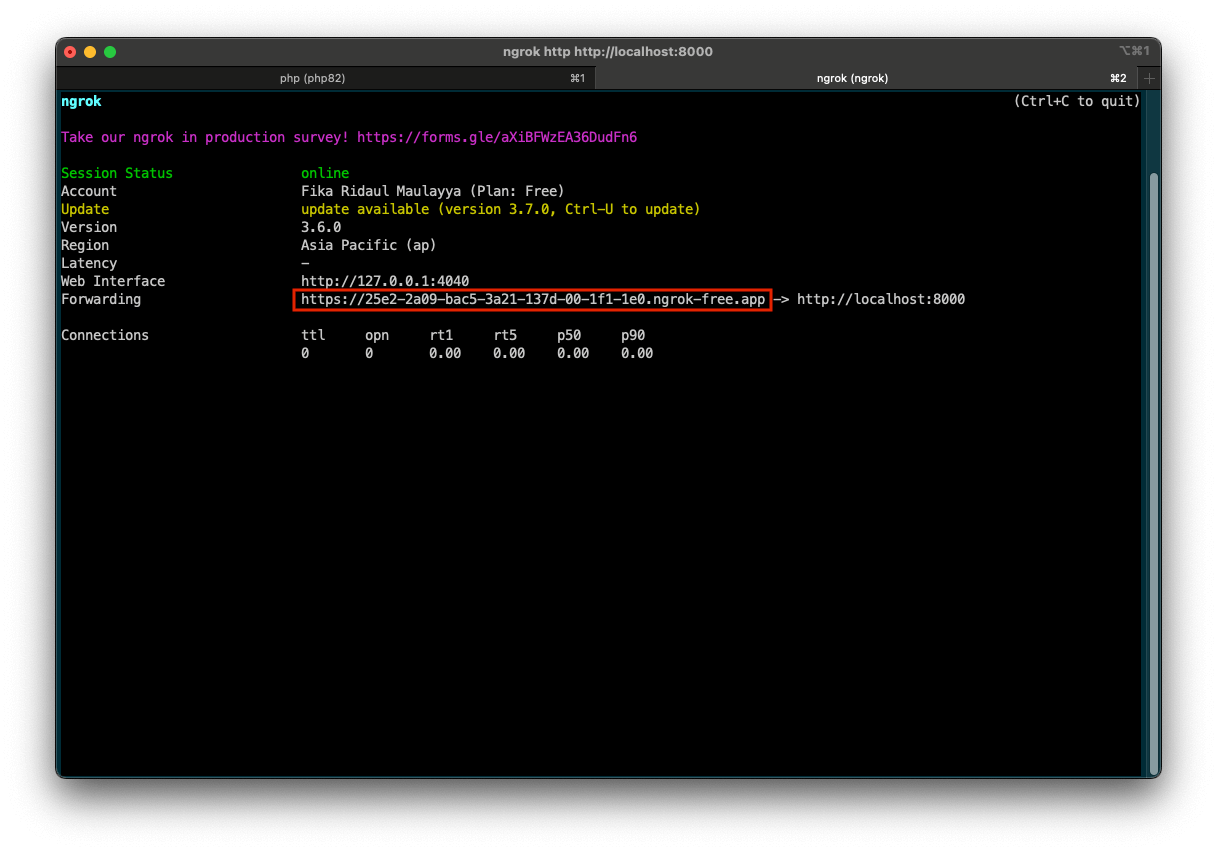 ngrok http http://localhost:8000
⌥⌘1
php (php82) ⌘1 ngrok (ngrok) ⌘2 +
ngrok (Ctrl+C to quit)
Take our ngrok in production survey! https://forms.gle/aXiBFWzEA36DudFn6
Session Status online
Account Fika Ridaul Maulayya (Plan: Free)
Update update available (version 3.7.0, Ctrl-U to update)
Version 3.6.0
Region Asia Pacific (ap)
Latency -
Web Interface http://127.0.0.1:4040
Forwarding https://25e2-2a09-bac5-3a21-137d-00-1f1-1e0.ngrok-free.app -> http://localhost:8000
Connections ttl opn rt1 rt5 p50 p90
0 0 0.00 0.00 0.00 0.00